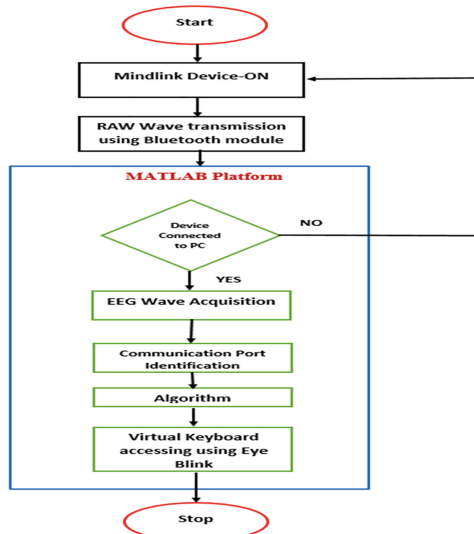 Start
Mindlink Device-ON
RAW Wave transmission
using Bluetooth module
MATLAB Platform
Device
Connected
to PC
NO
YES
EEG Wave Acquisition
Communication Port
Identification
Algorithm
Virtual Keyboard
accessing using Eye
Blink
Stop